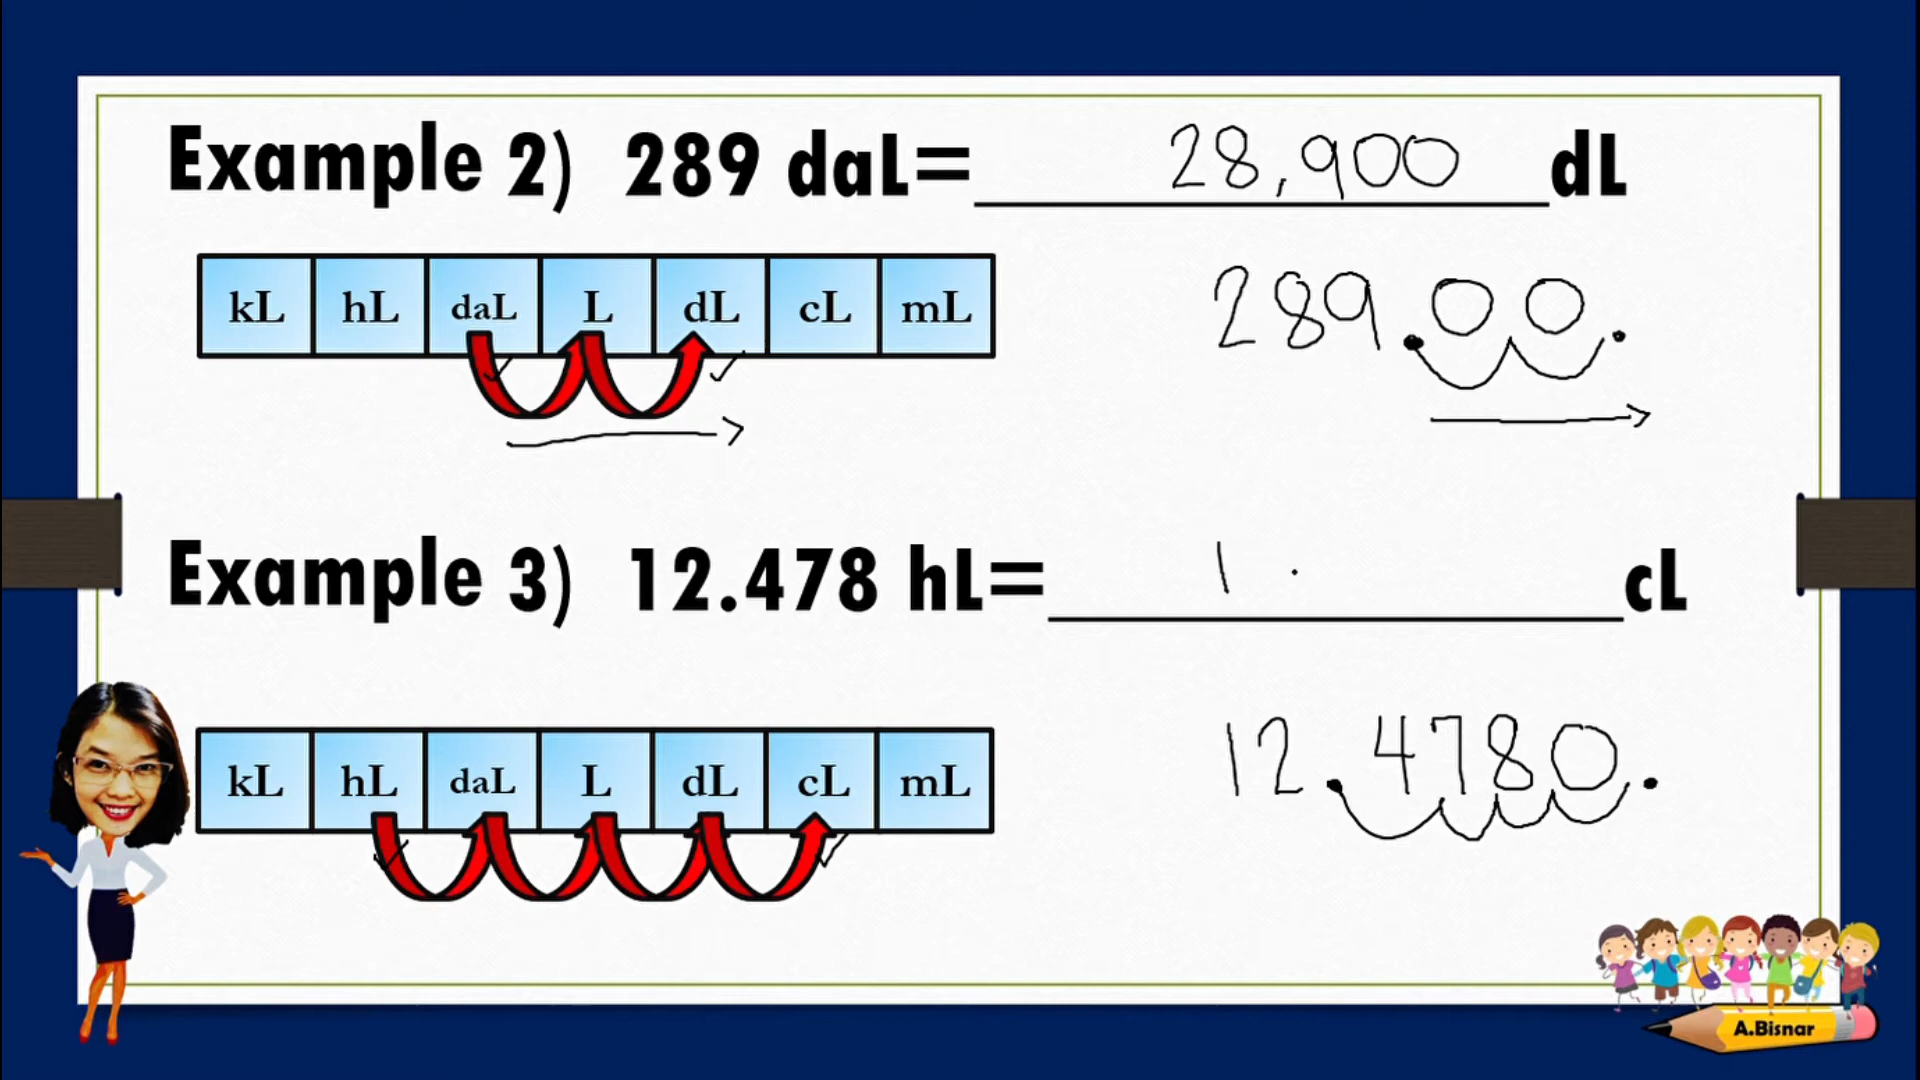 Example 2) 289 daL= 28,900 dL
kL hL daL L dL cL mL
289.00.
Example 3) 12.478 hL= 1 . cL
kL hL daL L dL cL mL
12.4780.
A.Bisnar